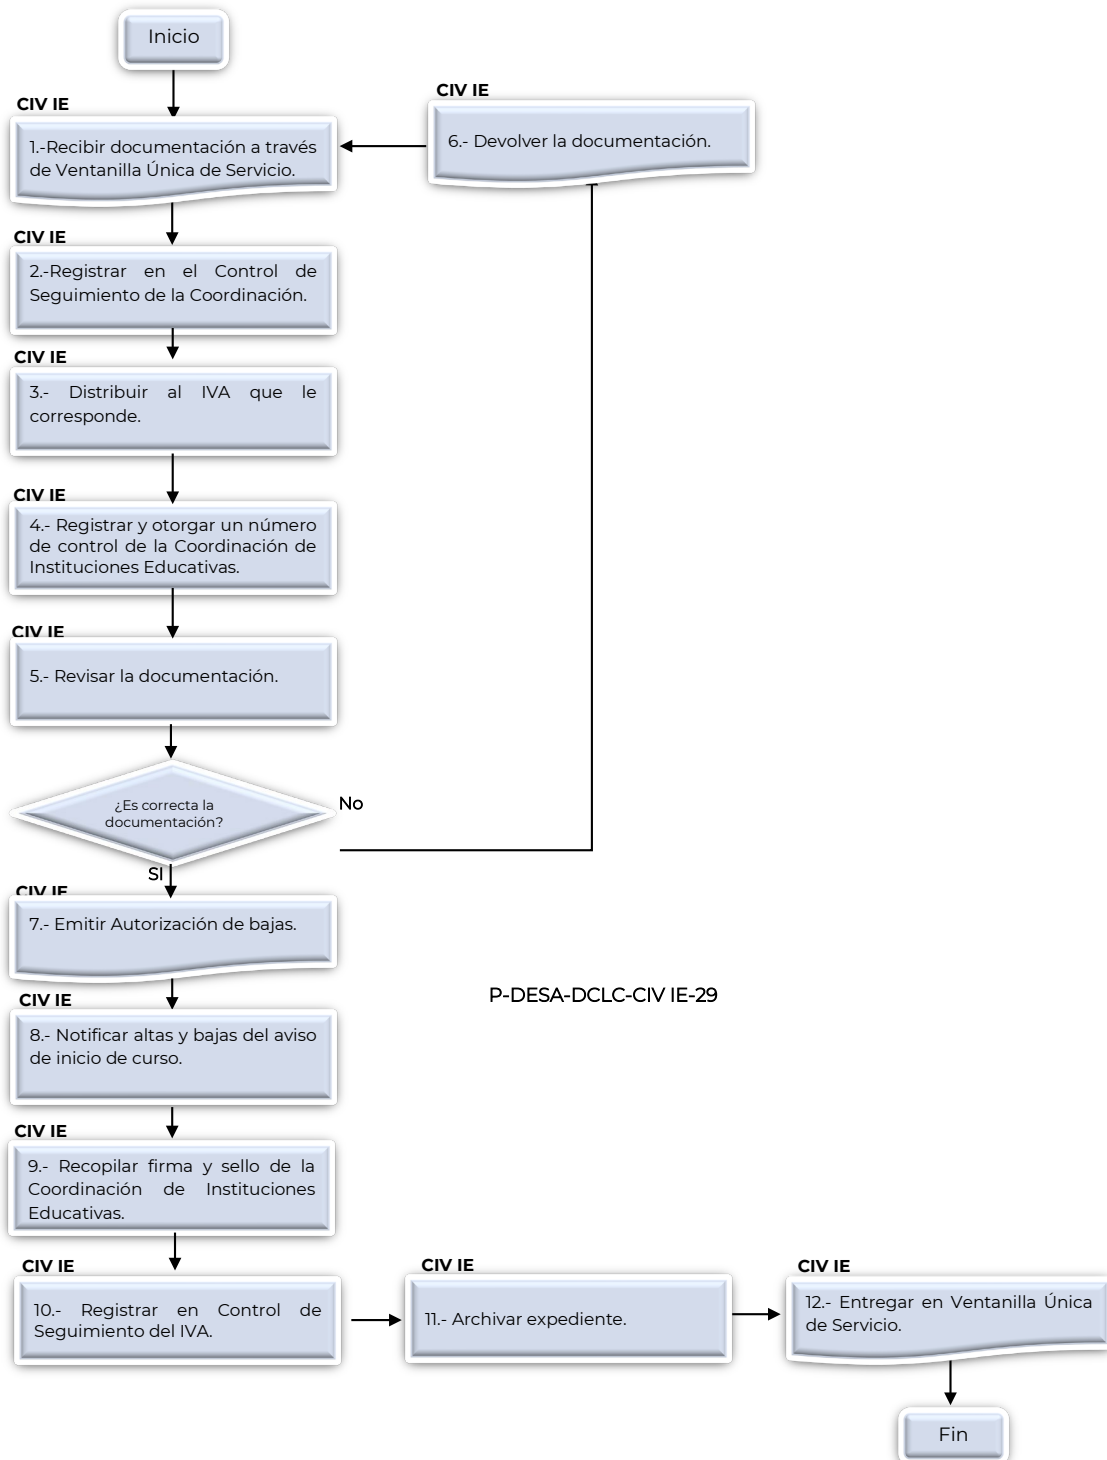 Inicio
CIV IE
1.-Recibir documentación a través
de Ventanilla Única de Servicio.
CIV IE
6.- Devolver la documentación.
CIV IE
2.-Registrar en el Control de
Seguimiento de la Coordinación.
CIV IE
3.- Distribuir al IVA que le
corresponde.
CIV IE
4.- Registrar y otorgar un número
de control de la Coordinación de
Instituciones Educativas.
CIV IE
5.- Revisar la documentación.
¿Es correcta la
documentación?
No
SI
CIV IE
7.- Emitir Autorización de bajas.
P-DESA-DCLC-CIV IE-29
CIV IE
8.- Notificar altas y bajas del aviso
de inicio de curso.
CIV IE
9.- Recopilar firma y sello de la
Coordinación de Instituciones
Educativas.
CIV IE
10.- Registrar en Control de
Seguimiento del IVA.
CIV IE
11.- Archivar expediente.
CIV IE
12.- Entregar en Ventanilla Única
de Servicio.
Fin